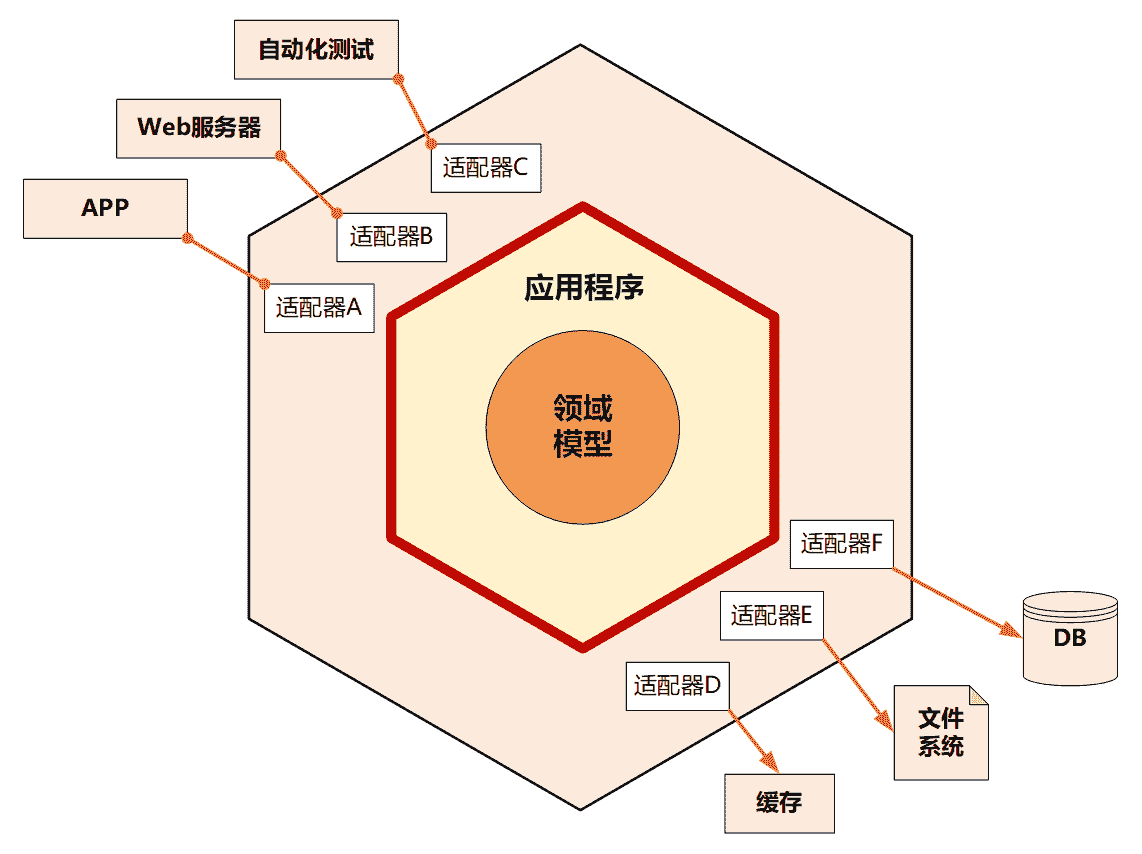 自动化测试
Web服务器
适配器C
APP
适配器B
适配器A
应用程序
领域
模型
适配器F
适配器E
DB
适配器D
文件
系统
缓存